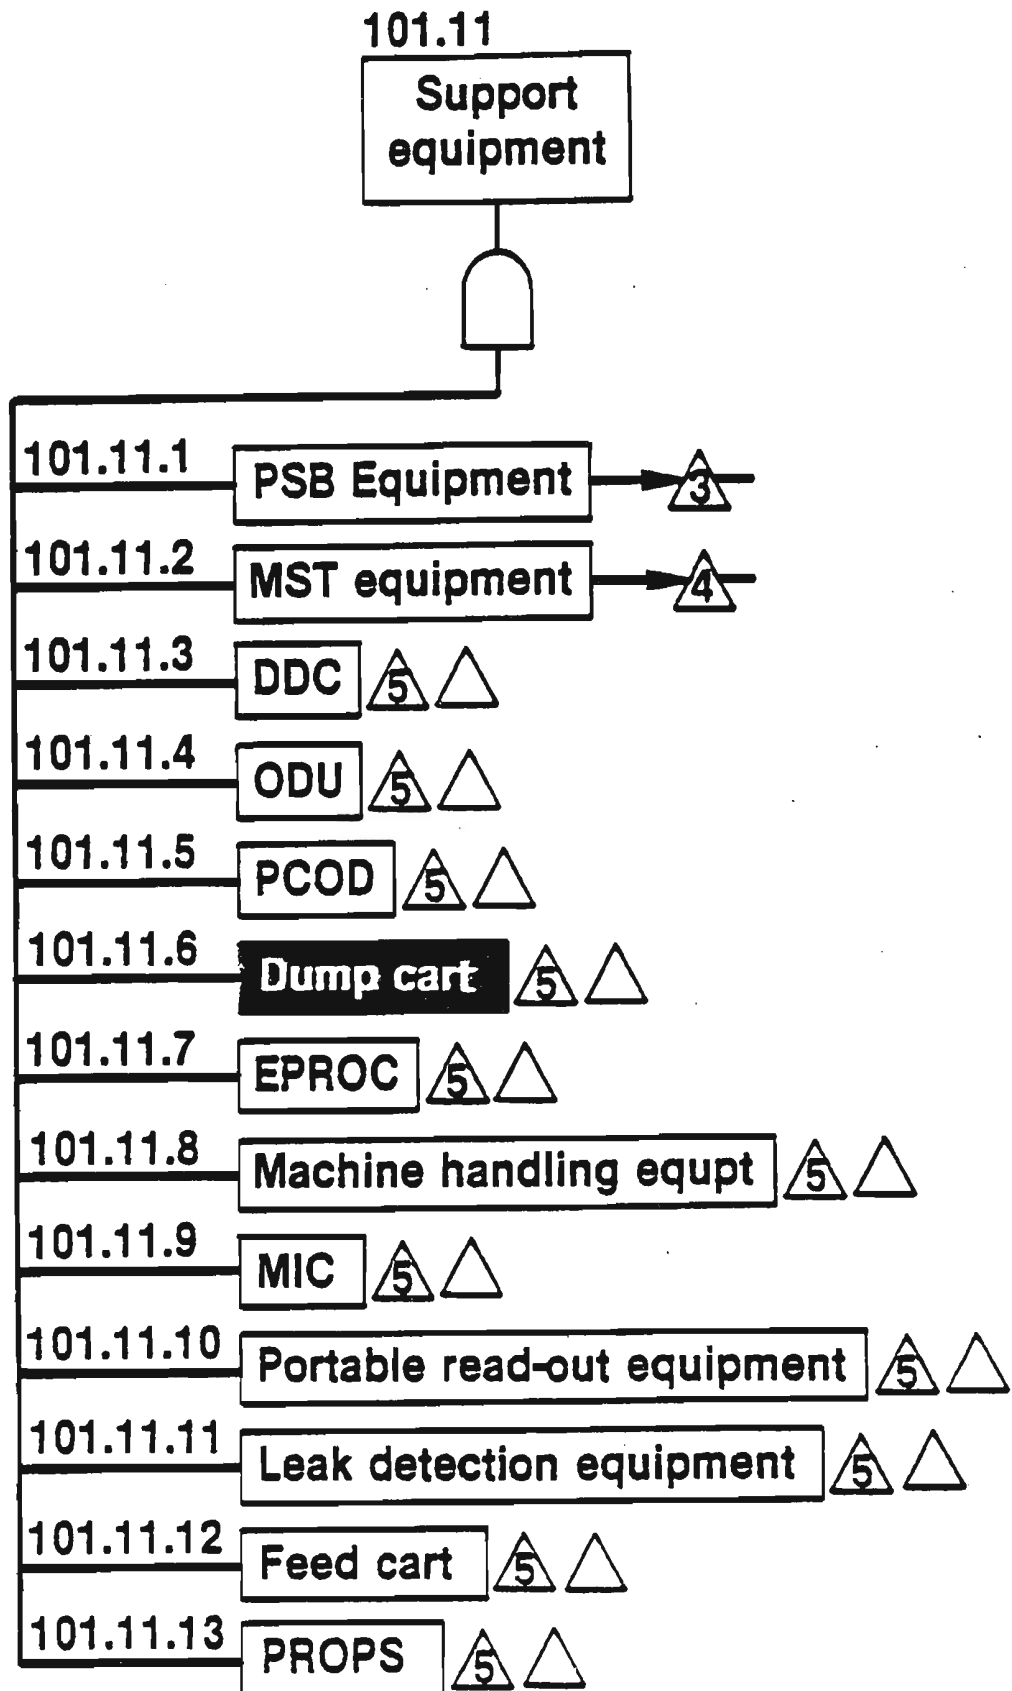 101.11
Support
equipment
101.11.1 PSB Equipment 3
101.11.2 MST equipment 4
101.11.3 DDC 5
101.11.4 ODU 5
101.11.5 PCOD 5
101.11.6 Dump cart 5
101.11.7 EPROC 5
101.11.8 Machine handling equpt 5
101.11.9 MIC 5
101.11.10 Portable read-out equipment 5
101.11.11 Leak detection equipment 5
101.11.12 Feed cart 5
101.11.13 PROPS 5